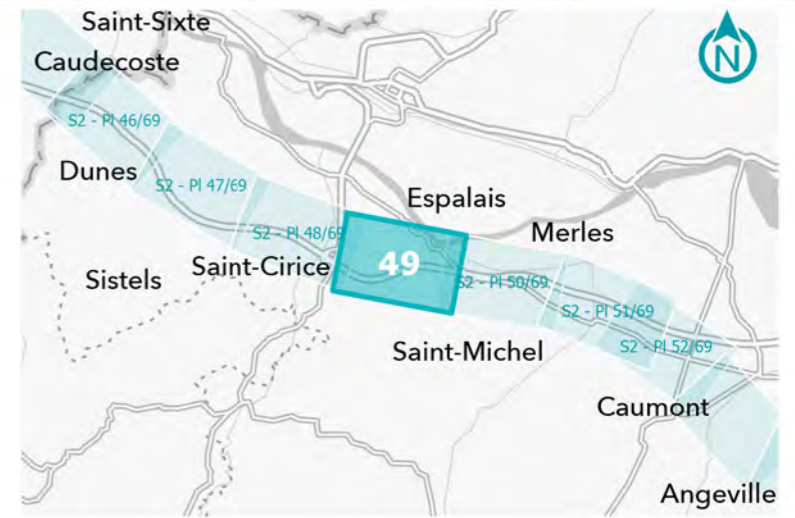 Saint-Sixte
N
Caudecoste
S2 - Pl 46/69
Dunes
S2 - Pl 47/69
Espalais
S2 - Pl 48/69
Merles
Saint-Cirice
49
Sistels
S2 - Pl 50/69
S2 - Pl 51/69
Saint-Michel
S2 - Pl 52/69
Caumont
Angeville